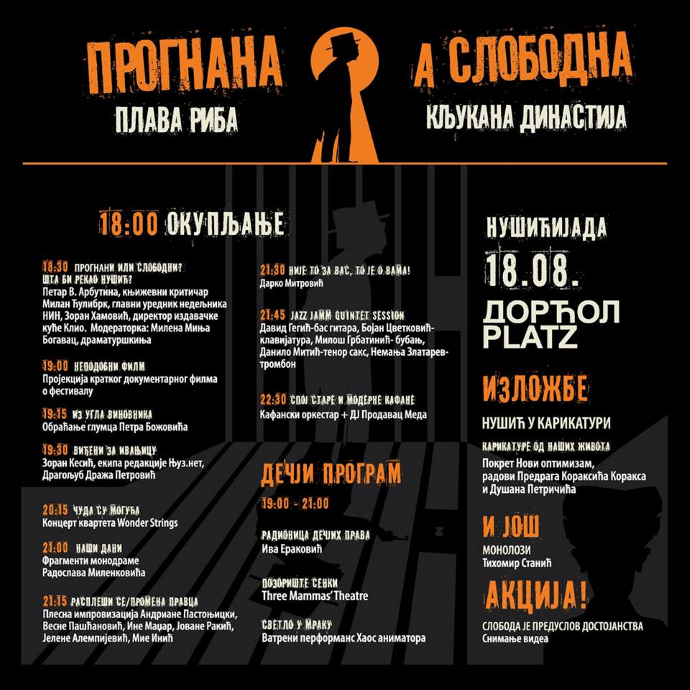 ПРОГНАНА
А СЛОБОДНА
ПЛАВА РИБА
КЉУКАНА ДИНАСТИЈА
18:00 ОКУПЉАЊЕ
18:30 ПРОГНАНИ ИЛИ СЛОБОДНИ?
ШТА БИ РЕКАО НУШИЋ?
Петар В. Арбутина, књижевни критичар
Милан Ћулибрк, главни уредник недељника
НИН, Зоран Хамовић, директор издавачке
куће Клио. Модераторка: Милена Миња
Богавац, драматуршкиња
19:00 НЕПОДОБНИ ФИЛМ
Пројекција кратког документарног филма
о фестивалу
19:15 ИЗ УГЛА ВИНОВНИКА
Обраћање глумца Петра Божовића
19:30 ВИЂЕНИ ЗА ИВАЊИЦУ
Зоран Кесић, екипа редакције Њуз.нет,
Драгољуб Дража Петровић
20:15 ЧУДА СУ МОГУЋА
Концерт квартета Wonder Strings
21:00 НАШИ ДАНИ
Фрагменти монодраме
Радослава Миленковића
21:15 РАСПЛЕШИ СЕ/ПРОМЕНА ПРАВЦА
Плесна импровизација Андриане Пастоњицки,
Весне Пашћановић, Ине Маџар, Јоване Ракић,
Јелене Алемпијевић, Мие Инић
21:30 НИЈЕ ТО ЗА ВАС, ТО ЈЕ О ВАМА!
Дарко Митровић
21:45 JAZZ JAMM QUINTET SESSION
Давид Гегић-бас гитара, Бојан Цветковић-
клавијатура, Милош Грбатинић- бубањ,
Данило Митић-тенор сакс, Немања Златарев-
тромбон
22:30 СПОЈ СТАРЕ И МОДЕРНЕ КАФАНЕ
Кафански оркестар + ДЈ Продавац Меда
ДЕЧЈИ ПРОГРАМ
19:00 - 21:00
РАДИОНИЦА ДЕЧЈИХ ПРАВА
Ива Ераковић
ПОЗОРИШТЕ СЕНКИ
Three Mammas' Theatre
СВЕТЛО У МРАКУ
Ватрени перформанс Хаос аниматора
НУШИЋИЈАДА
18.08.
ДОРЋОЛ
PLATZ
ИЗЛОЖБЕ
НУШИЋ У КАРИКАТУРИ
КАРИКАТУРЕ ОД НАШИХ ЖИВОТА
Покрет Нови оптимизам,
радови Предрага Кораксића Коракса
и Душана Петричића
И ЈОШ
МОНОЛОЗИ
Тихомир Станић
АКЦИЈА!
СЛОБОДА ЈЕ ПРЕДУСЛОВ ДОСТОЈАНСТВА
Снимање видеа